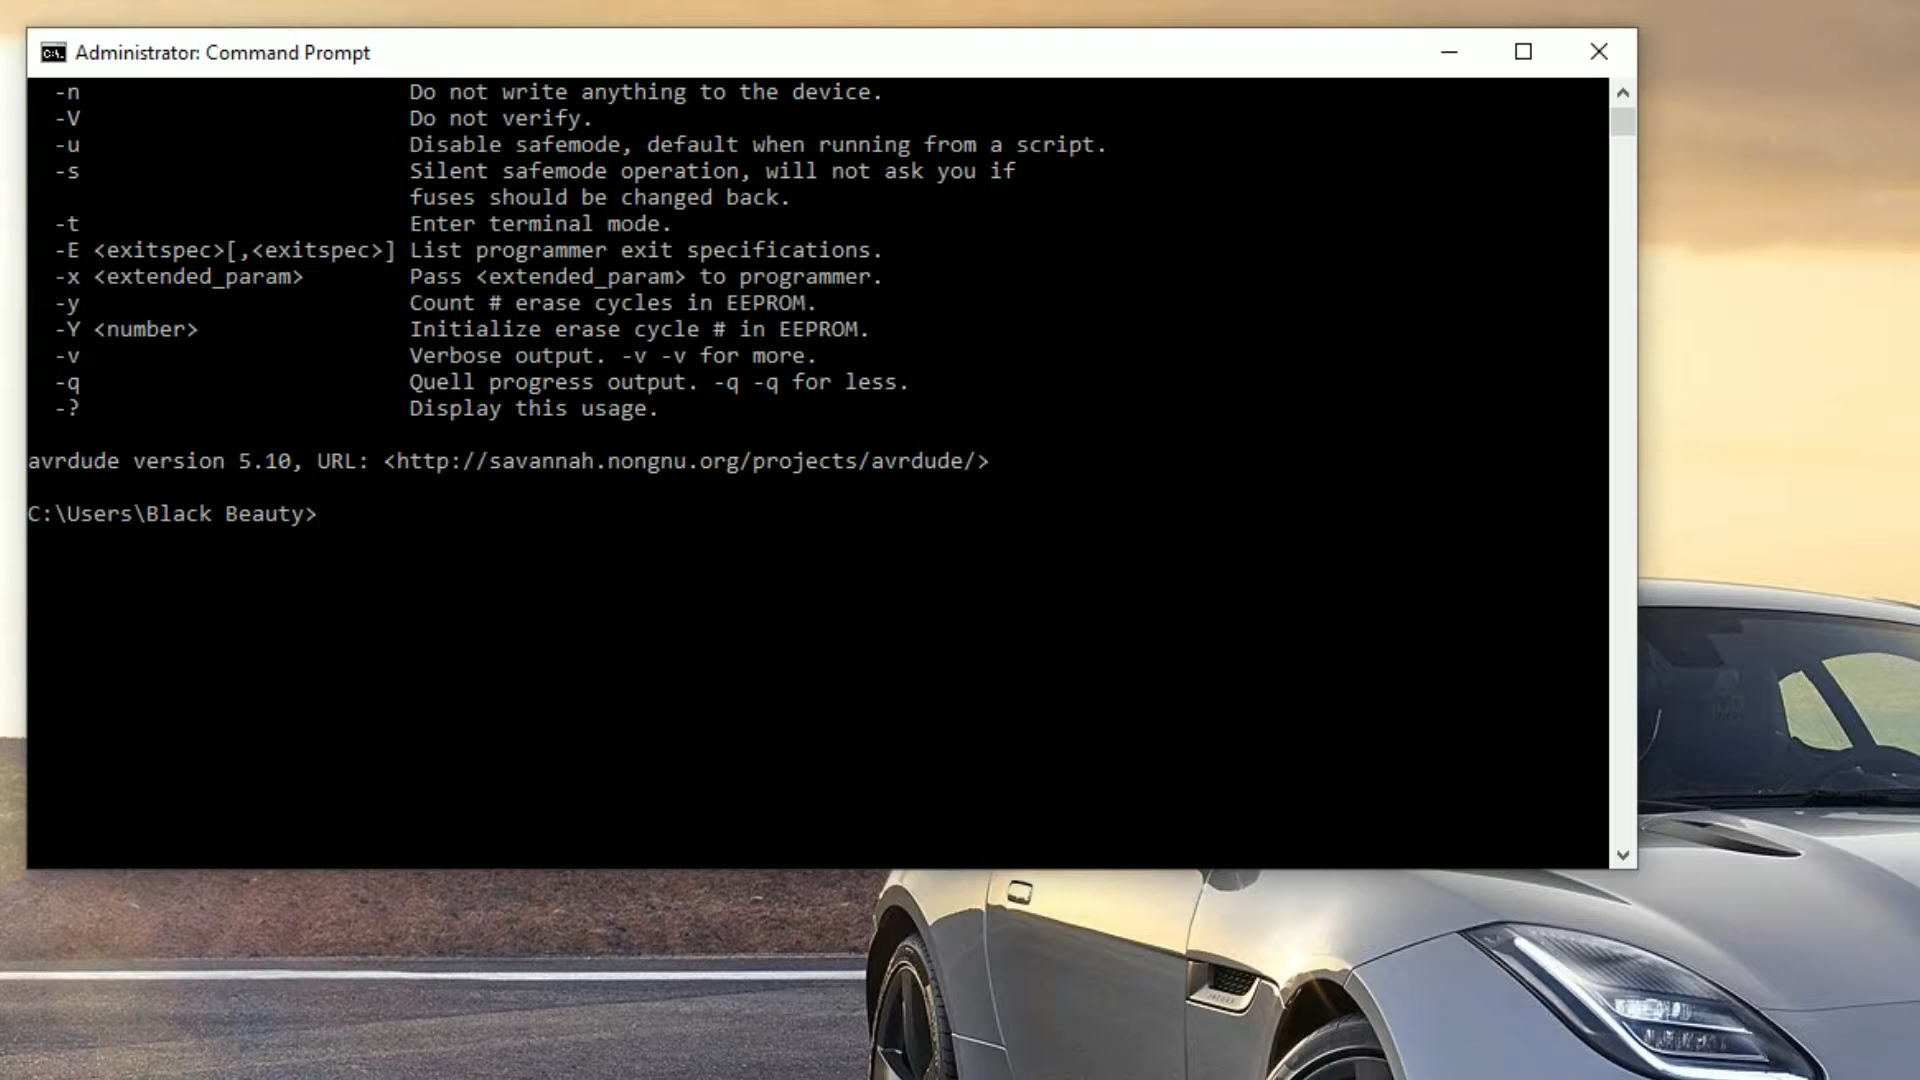 Administrator: Command Prompt
-n Do not write anything to the device.
-V Do not verify.
-u Disable safemode, default when running from a script.
-s Silent safemode operation, will not ask you if
fuses should be changed back.
-t Enter terminal mode.
-E <exitspec>[,<exitspec>] List programmer exit specifications.
-x <extended_param> Pass <extended_param> to programmer.
-y Count # erase cycles in EEPROM.
-Y <number> Initialize erase cycle # in EEPROM.
-v Verbose output. -v -v for more.
-q Quell progress output. -q -q for less.
-? Display this usage.
avrdude version 5.10, URL: <http://savannah.nongnu.org/projects/avrdude/>
C:\Users\Black Beauty>